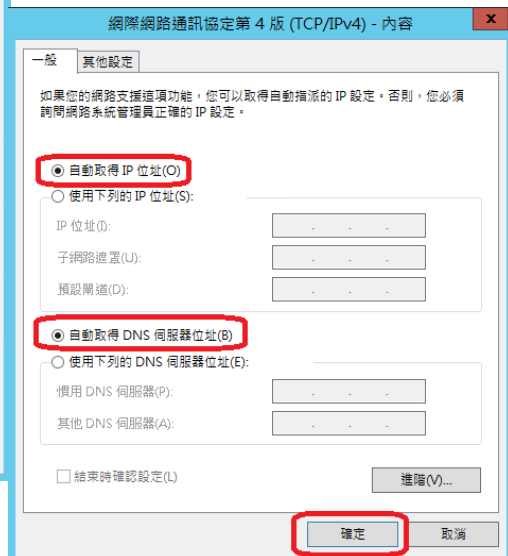 網際網路通訊協定第 4 版 (TCP/IPv4) - 內容
x
一般
其他設定
如果您的網路支援這項功能，您可以取得自動指派的 IP 設定。否則，您必須
詢問網路系統管理員正確的 IP 設定。
自動取得 IP 位址(O)
使用下列的 IP 位址(S):
IP 位址(I):
子網路遮罩(U):
預設閘道(D):
自動取得 DNS 伺服器位址(B)
使用下列的 DNS 伺服器位址(E):
慣用 DNS 伺服器(P):
其他 DNS 伺服器(A):
結束時確認設定(L)
進階(V)...
確定
取消